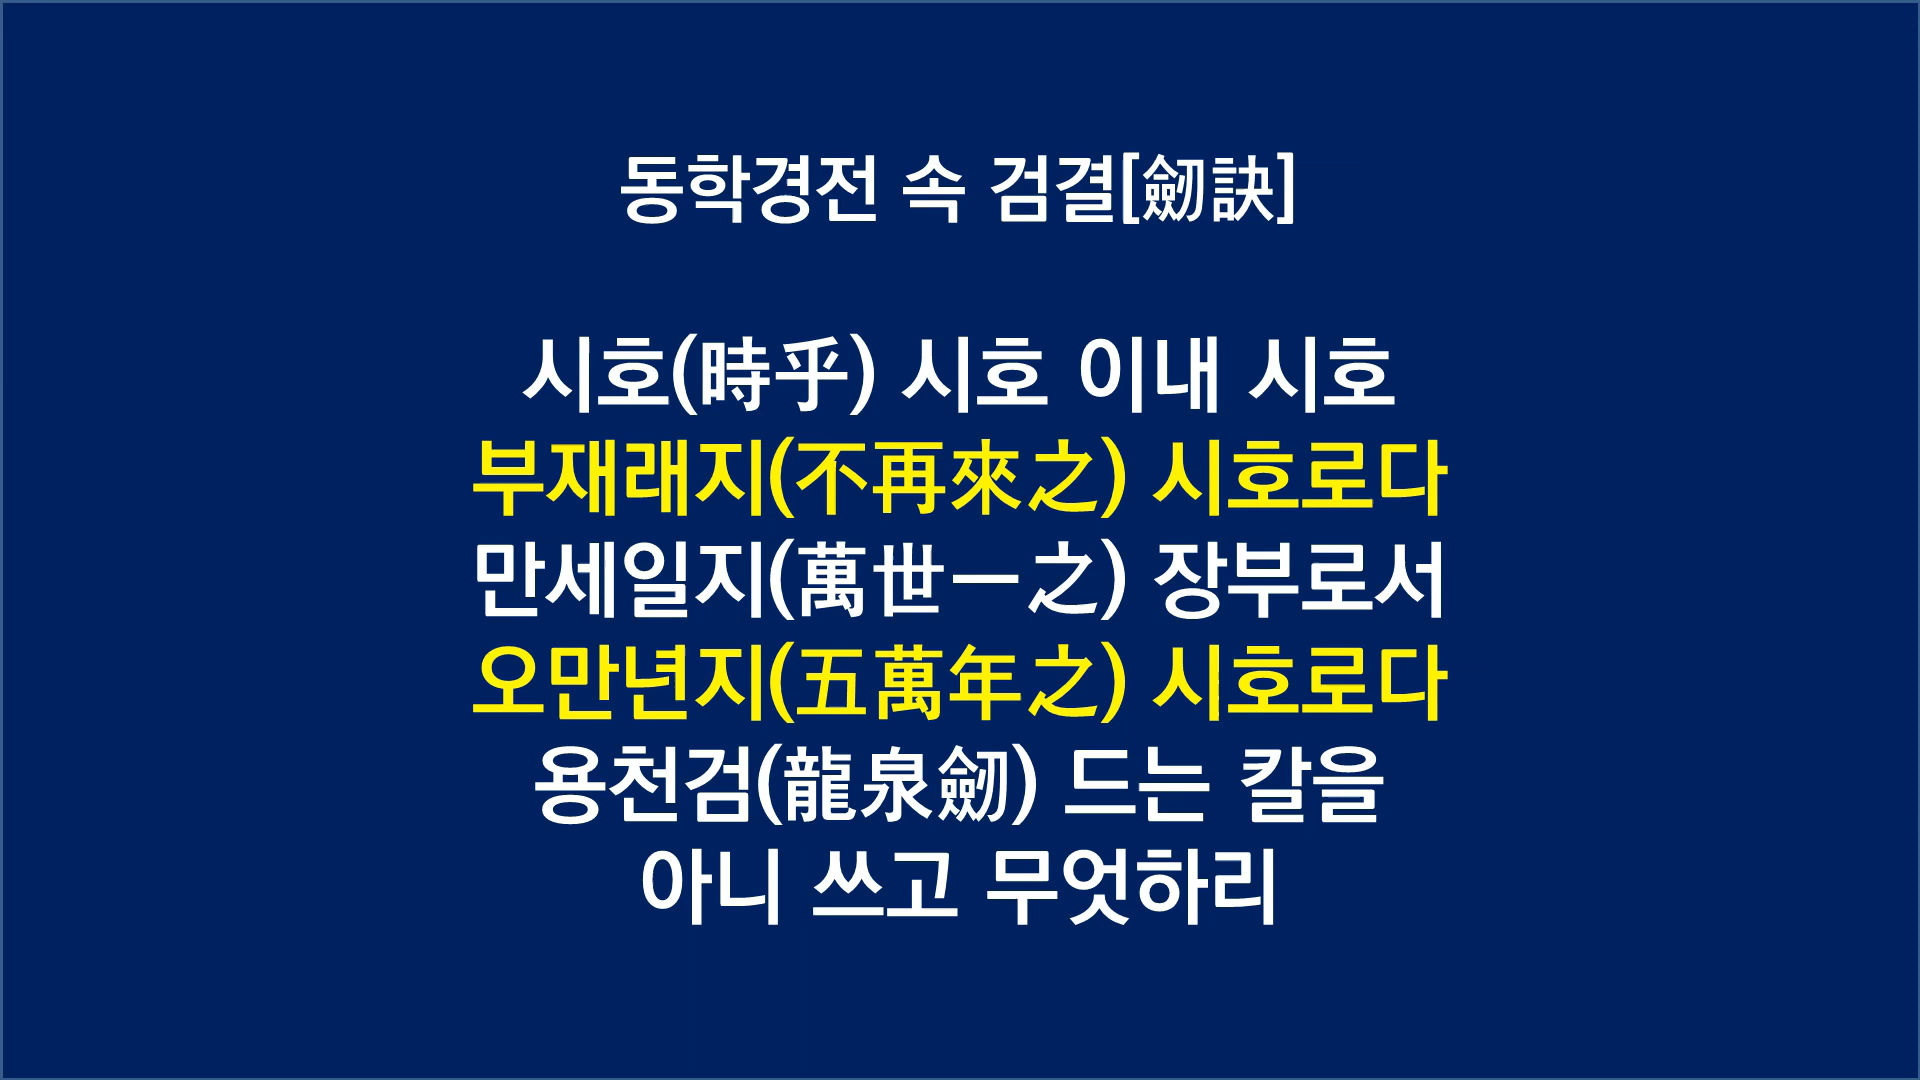 동학경전 속 검결[劒訣]
시호(時乎) 시호 이내 시호
부재래지(不再來之) 시호로다
만세일지(萬世一之) 장부로서
오만년지(五萬年之) 시호로다
용천검(龍泉劒) 드는 칼을
아니 쓰고 무엇하리